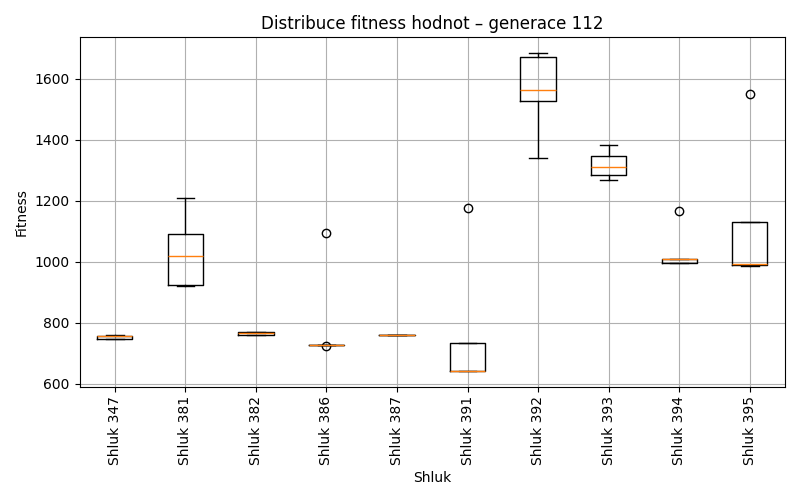 Distribuce fitness hodnot – generace 112
Fitness
1600
1400
1200
1000
800
600
Shluk 347
Shluk 381
Shluk 382
Shluk 386
Shluk 387
Shluk 391
Shluk 392
Shluk 393
Shluk 394
Shluk 395
Shluk